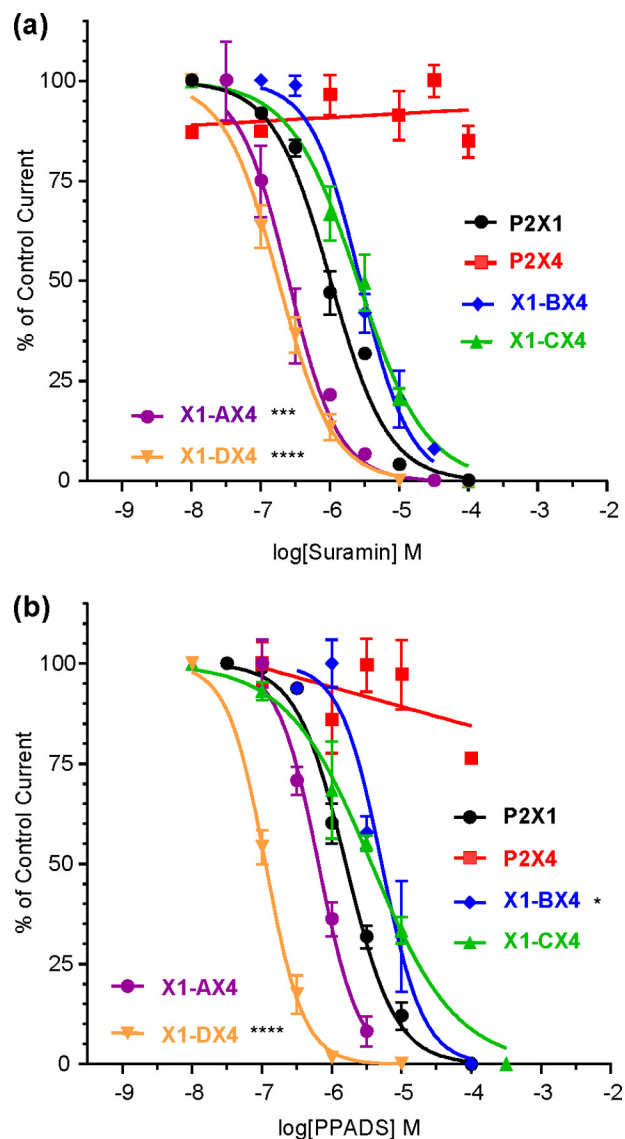 (a)
% of Control Current
100
75
50
25
0
P2X1
P2X4
X1-BX4
X1-CX4
X1-AX4 ***
X1-DX4 ****
-9 -8 -7 -6 -5 -4 -3 -2
log[Suramin] M
(b)
% of Control Current
100
75
50
25
0
P2X1
P2X4
X1-BX4 *
X1-CX4
X1-AX4
X1-DX4 ****
-9 -8 -7 -6 -5 -4 -3 -2
log[PPADS] M